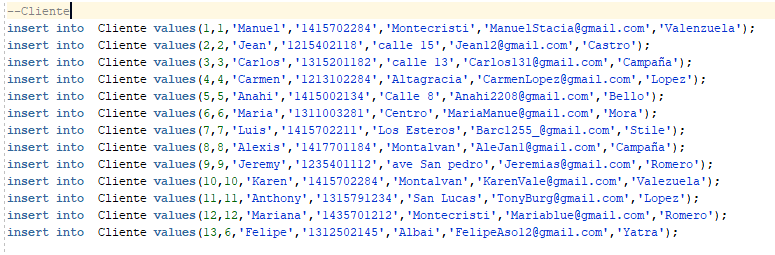 --Cliente
insert into  Cliente values(1,1,'Manuel','1415702284','Montecristi','ManuelStacia@gmail.com','Valenzuela');
insert into  Cliente values(2,2,'Jean','1215402118','calle 15','Jean12@gmail.com','Castro');
insert into  Cliente values(3,3,'Carlos','1315201182','calle 13','Carlos131@gmail.com','Campaña');
insert into  Cliente values(4,4,'Carmen','1213102284','Altagracia','CarmenLopez@gmail.com','Lopez');
insert into  Cliente values(5,5,'Anahi','1415002134','Calle 8','Anahi2208@gmail.com','Bello');
insert into  Cliente values(6,6,'Maria','1311003281','Centro','MariaManue@gmail.com','Mora');
insert into  Cliente values(7,7,'Luis','1415702211','Los Esteros','Barcl255_@gmail.com','Stile');
insert into  Cliente values(8,8,'Alexis','1417701184','Montalvan','AleJan1@gmail.com','Campaña');
insert into  Cliente values(9,9,'Jeremy','1235401112','ave San pedro','Jeremias@gmail.com','Romero');
insert into  Cliente values(10,10,'Karen','1415702284','Montalvan','KarenVale@gmail.com','Valezuela');
insert into  Cliente values(11,11,'Anthony','1315791234','San Lucas','TonyBurg@gmail.com','Lopez');
insert into  Cliente values(12,12,'Mariana','1435701212','Montecristi','Mariablue@gmail.com','Romero');
insert into  Cliente values(13,6,'Felipe','1312502145','Albai','FelipeAso12@gmail.com','Yatra');